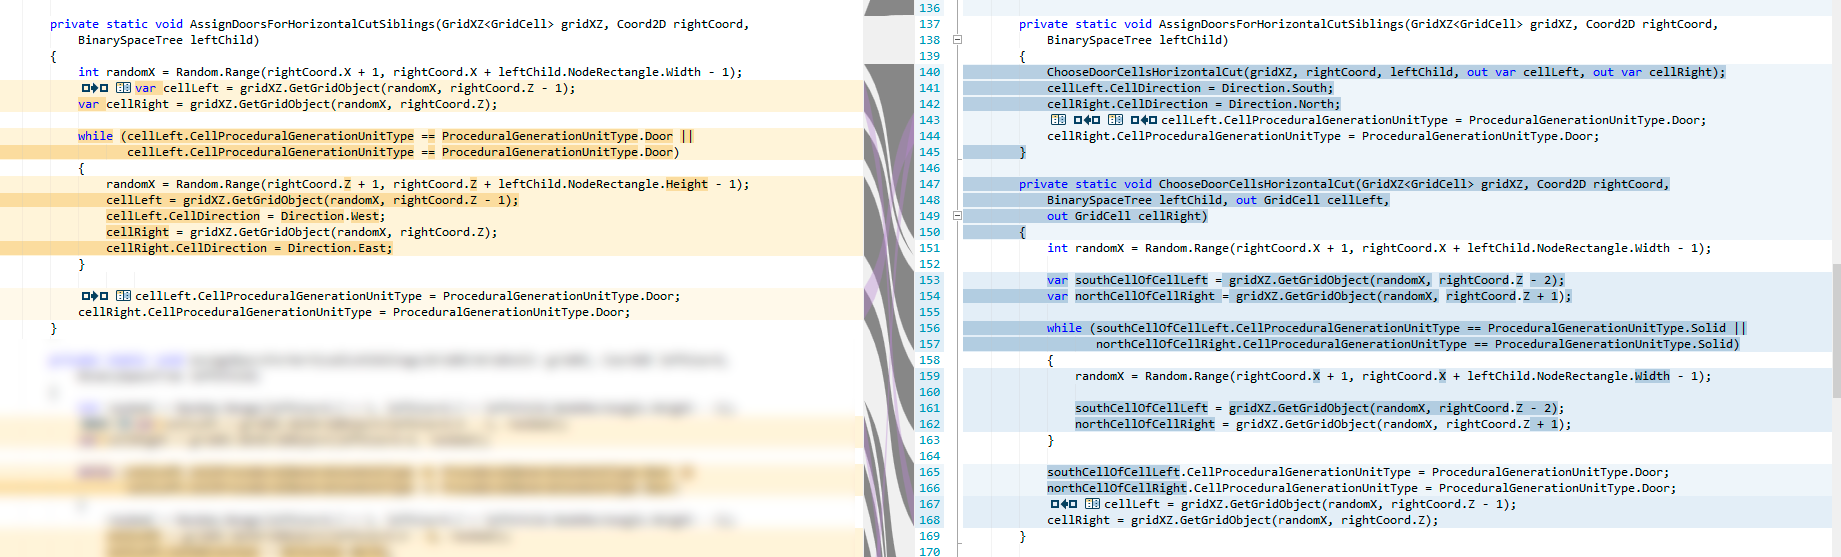 private static void AssignDoorsForHorizontalCutSiblings(GridXZ<GridCell> gridXZ, Coord2D rightCoord,
    BinarySpaceTree leftChild)
{
    int randomX = Random.Range(rightCoord.X + 1, rightCoord.X + leftChild.NodeRectangle.Width - 1);
    var cellLeft = gridXZ.GetGridObject(randomX, rightCoord.Z - 1);
    var cellRight = gridXZ.GetGridObject(randomX, rightCoord.Z);
    while (cellLeft.CellProceduralGenerationUnitType == ProceduralGenerationUnitType.Door ||
           cellLeft.CellProceduralGenerationUnitType == ProceduralGenerationUnitType.Door)
    {
        randomX = Random.Range(rightCoord.Z + 1, rightCoord.Z + leftChild.NodeRectangle.Height - 1);
        cellLeft = gridXZ.GetGridObject(randomX, rightCoord.Z - 1);
        cellLeft.CellDirection = Direction.West;
        cellRight = gridXZ.GetGridObject(randomX, rightCoord.Z);
        cellRight.CellDirection = Direction.East;
    }
    cellLeft.CellProceduralGenerationUnitType = ProceduralGenerationUnitType.Door;
    cellRight.CellProceduralGenerationUnitType = ProceduralGenerationUnitType.Door;
}
136
137 private static void AssignDoorsForHorizontalCutSiblings(GridXZ<GridCell> gridXZ, Coord2D rightCoord,
138     BinarySpaceTree leftChild)
139 {
140     ChooseDoorCellsHorizontalCut(gridXZ, rightCoord, leftChild, out var cellLeft, out var cellRight);
141     cellLeft.CellDirection = Direction.South;
142     cellRight.CellDirection = Direction.North;
143     cellLeft.CellProceduralGenerationUnitType = ProceduralGenerationUnitType.Door;
144     cellRight.CellProceduralGenerationUnitType = ProceduralGenerationUnitType.Door;
145 }
146
147 private static void ChooseDoorCellsHorizontalCut(GridXZ<GridCell> gridXZ, Coord2D rightCoord,
148     BinarySpaceTree leftChild, out GridCell cellLeft,
149     out GridCell cellRight)
150 {
151     int randomX = Random.Range(rightCoord.X + 1, rightCoord.X + leftChild.NodeRectangle.Width - 1);
152
153     var southCellOfCellLeft = gridXZ.GetGridObject(randomX, rightCoord.Z - 2);
154     var northCellOfCellRight = gridXZ.GetGridObject(randomX, rightCoord.Z + 1);
155
156     while (southCellOfCellLeft.CellProceduralGenerationUnitType == ProceduralGenerationUnitType.Solid ||
157            northCellOfCellRight.CellProceduralGenerationUnitType == ProceduralGenerationUnitType.Solid)
158     {
159         randomX = Random.Range(rightCoord.X + 1, rightCoord.X + leftChild.NodeRectangle.Width - 1);
160
161         southCellOfCellLeft = gridXZ.GetGridObject(randomX, rightCoord.Z - 2);
162         northCellOfCellRight = gridXZ.GetGridObject(randomX, rightCoord.Z + 1);
163     }
164
165     southCellOfCellLeft.CellProceduralGenerationUnitType = ProceduralGenerationUnitType.Door;
166     northCellOfCellRight.CellProceduralGenerationUnitType = ProceduralGenerationUnitType.Door;
167     cellLeft = gridXZ.GetGridObject(randomX, rightCoord.Z - 1);
168     cellRight = gridXZ.GetGridObject(randomX, rightCoord.Z);
169 }
170